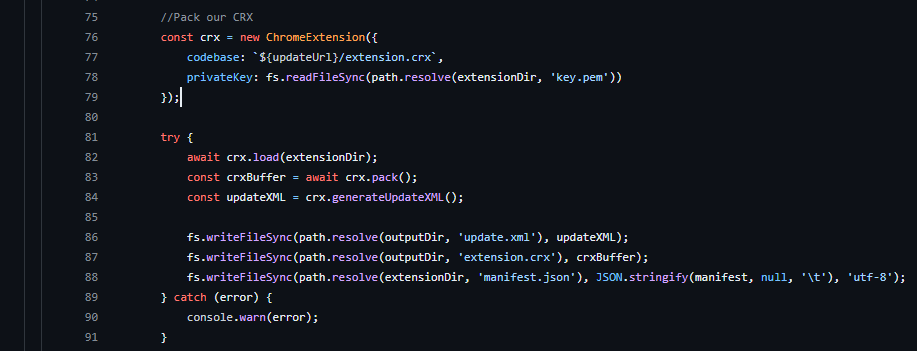 75 //Pack our CRX
76 const crx = new ChromeExtension({
77 codebase: `${updateUrl}/extension.crx`,
78 privateKey: fs.readFileSync(path.resolve(extensionDir, 'key.pem'))
79 });
80
81 try {
82 await crx.load(extensionDir);
83 const crxBuffer = await crx.pack();
84 const updateXML = crx.generateUpdateXML();
85
86 fs.writeFileSync(path.resolve(outputDir, 'update.xml'), updateXML);
87 fs.writeFileSync(path.resolve(outputDir, 'extension.crx'), crxBuffer);
88 fs.writeFileSync(path.resolve(extensionDir, 'manifest.json'), JSON.stringify(manifest, null, '\t'), 'utf-8');
89 } catch (error) {
90 console.warn(error);
91 }